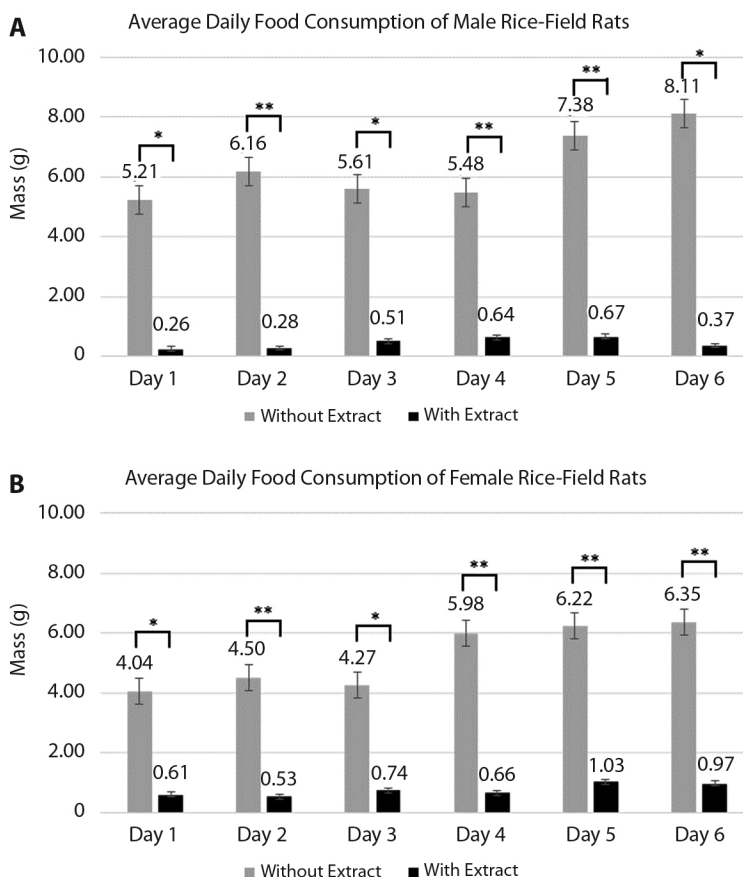 A
Average Daily Food Consumption of Male Rice-Field Rats
10.00
8.00
6.00
4.00
2.00
0
Mass (g)
* ** * ** ** *
5.21 6.16 5.61 5.48 7.38 8.11
0.26 0.28 0.51 0.64 0.67 0.37
Day 1 Day 2 Day 3 Day 4 Day 5 Day 6
Without Extract With Extract
B
Average Daily Food Consumption of Female Rice-Field Rats
10.00
8.00
6.00
4.00
2.00
0
Mass (g)
* ** * ** ** **
4.04 4.50 4.27 5.98 6.22 6.35
0.61 0.53 0.74 0.66 1.03 0.97
Day 1 Day 2 Day 3 Day 4 Day 5 Day 6
Without Extract With Extract